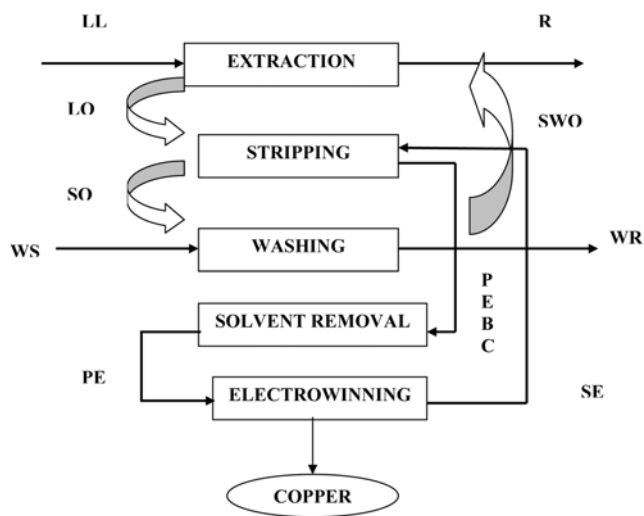 LL
R
EXTRACTION
LO
SWO
STRIPPING
SO
WS
WASHING
WR
P
E
B
C
SOLVENT REMOVAL
PE
ELECTROWINNING
SE
COPPER